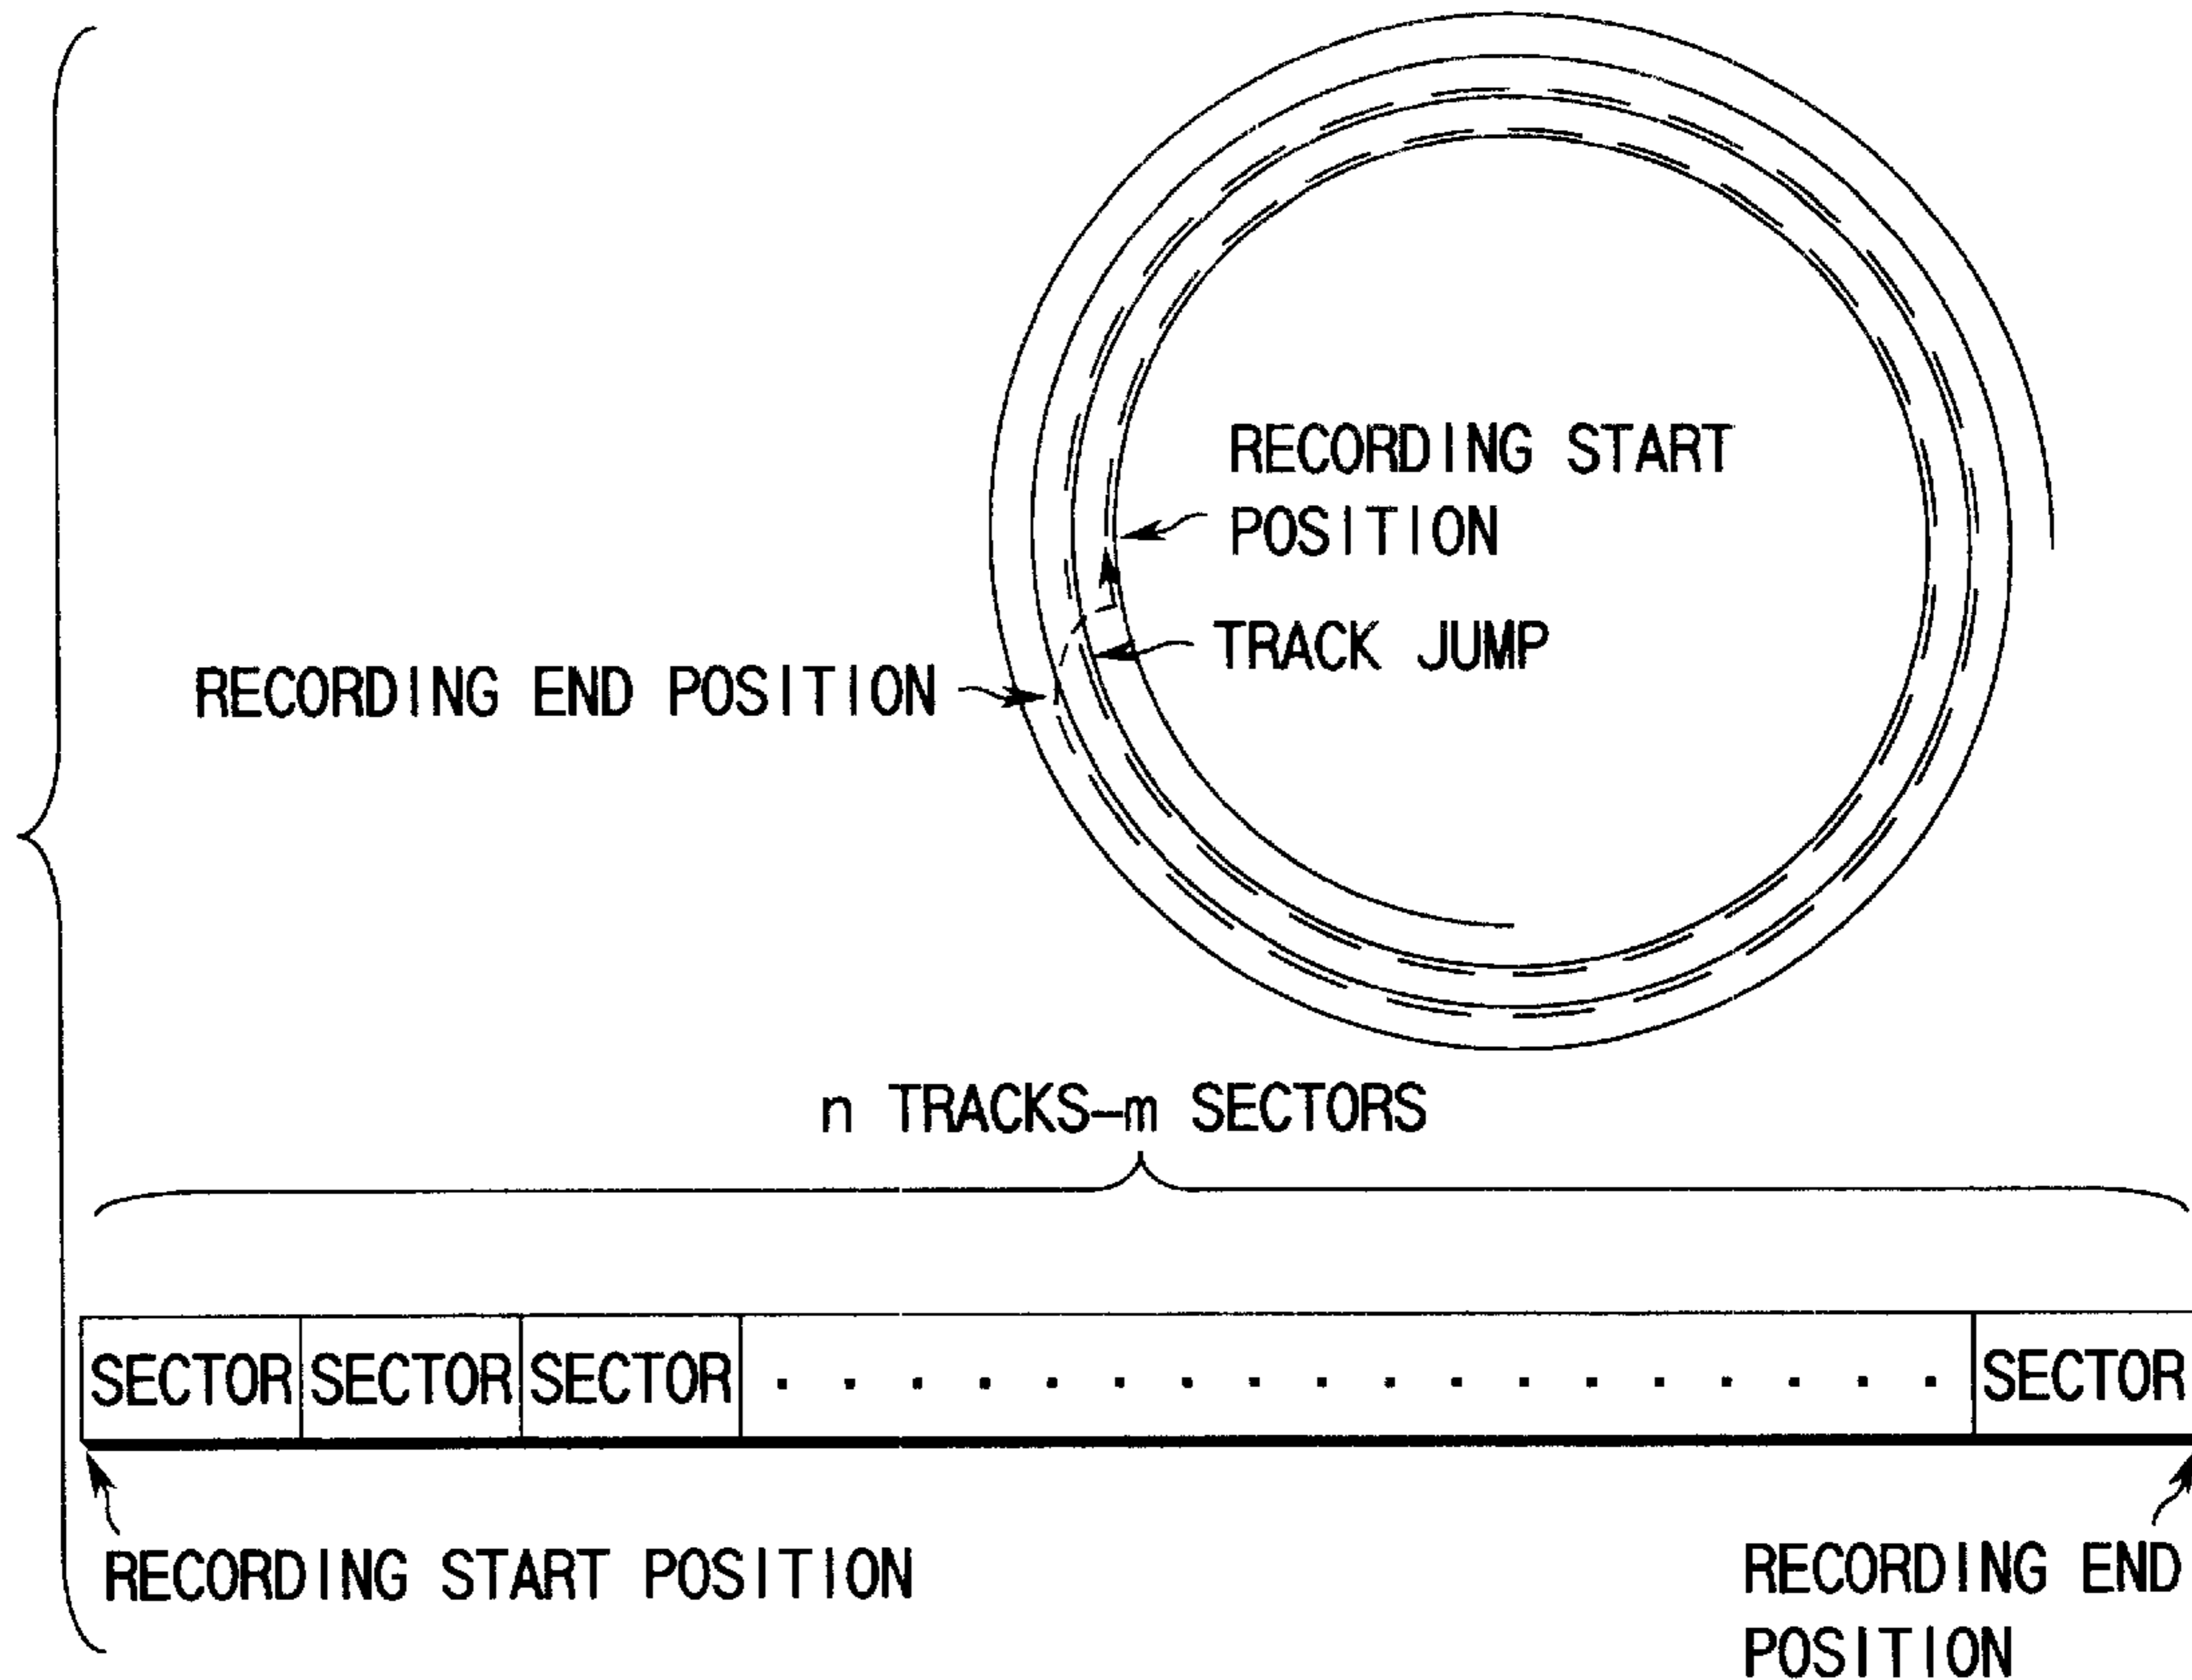 RECORDING START
POSITION
TRACK JUMP
RECORDING END POSITION
n TRACKS-m SECTORS
SECTOR SECTOR SECTOR . . . . . . . . . . . . . . . . . . SECTOR
RECORDING START POSITION
RECORDING END
POSITION